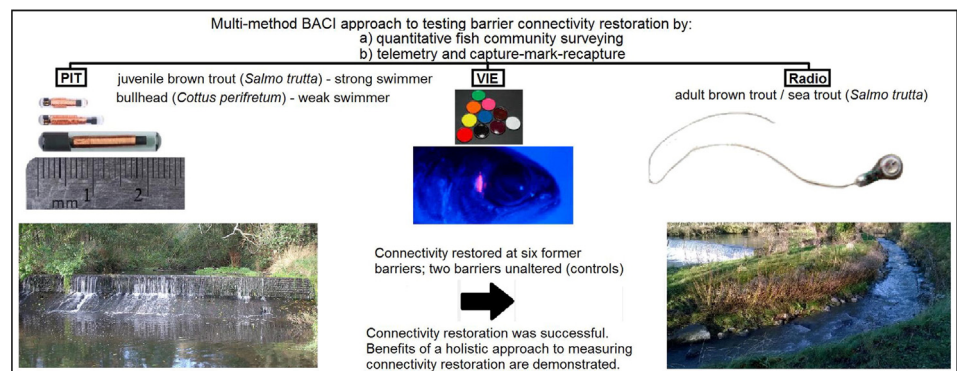 Multi-method BACI approach to testing barrier connectivity restoration by:
a) quantitative fish community surveying
b) telemetry and capture-mark-recapture
PIT
juvenile brown trout (Salmo trutta) - strong swimmer
bullhead (Cottus perifretum) - weak swimmer
VIE
Radio
adult brown trout / sea trout (Salmo trutta)
mm 1 2
Connectivity restored at six former
barriers; two barriers unaltered (controls)
Connectivity restoration was successful.
Benefits of a holistic approach to measuring
connectivity restoration are demonstrated.